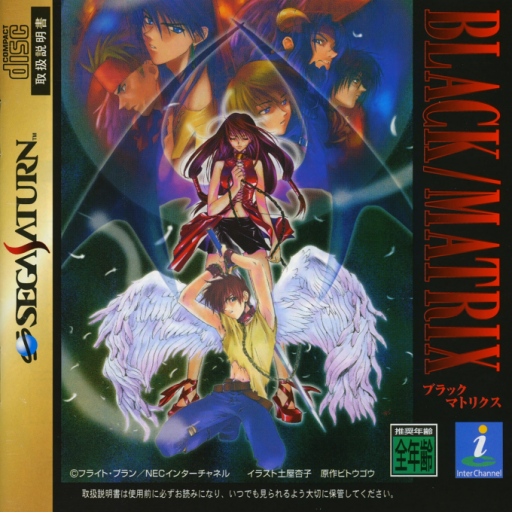 COMPACT
disc
取扱説明書
SEGA SATURN™
BLACK/MATRIX
ブラック
マトリクス
推奨年齢
全年齢
i
InterChannel
©フライト・プラン/NECインターチャネル　イラスト土屋杏子　原作ピトウゴウ
取扱説明書は使用前に必ずお読みになり、いつでも見られるよう大切に保管してください。